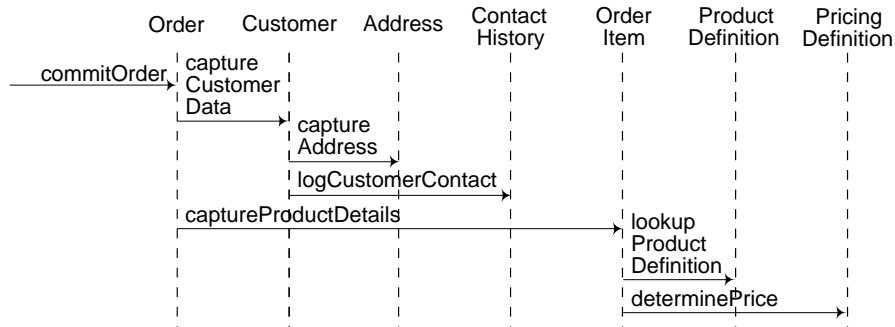 Order
Customer
Address
Contact
History
Order
Item
Product
Definition
Pricing
Definition
commitOrder
capture
Customer
Data
capture
Address
logCustomerContact
captureProductDetails
lookup
Product
Definition
determinePrice